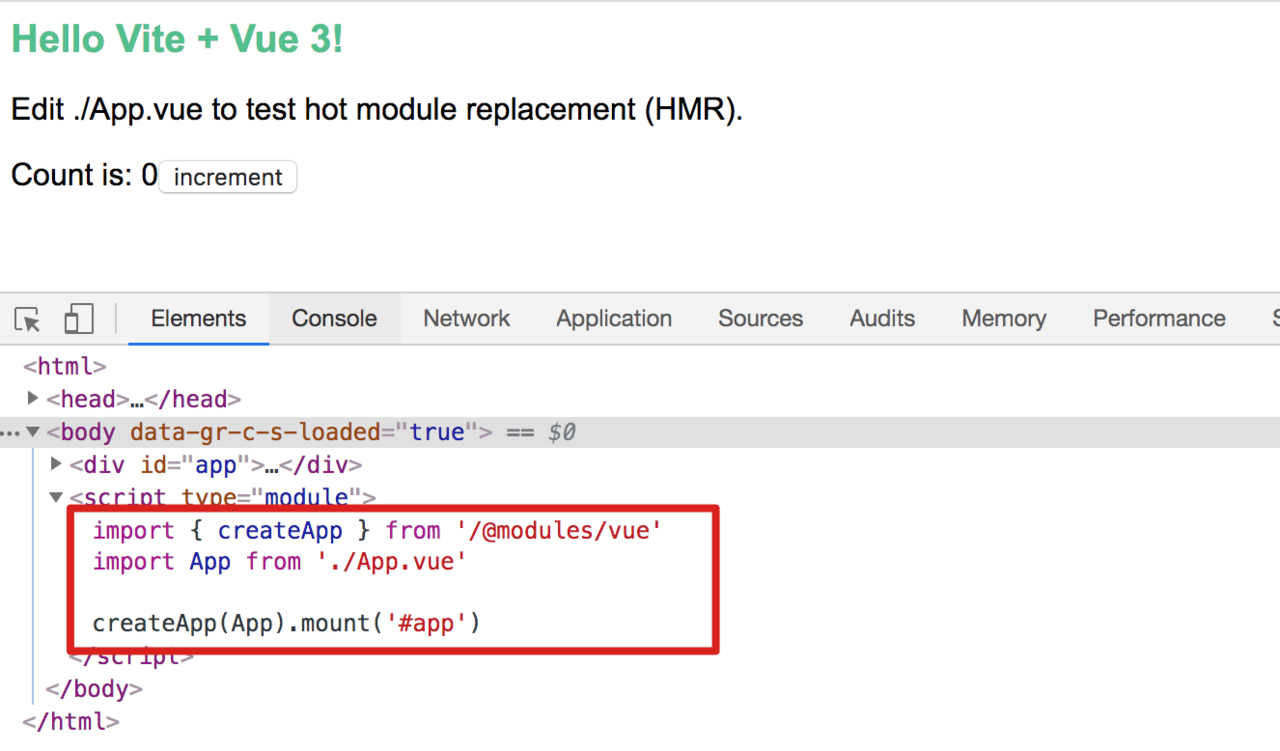 Hello Vite + Vue 3!
Edit ./App.vue to test hot module replacement (HMR).
Count is: 0 increment
Elements Console Network Application Sources Audits Memory Performance S
<html>
<head>…</head>
<body data-gr-c-s-loaded="true"> == $0
<div id="app">…</div>
<script type="module">
import { createApp } from '/@modules/vue'
import App from './App.vue'
createApp(App).mount('#app')
</script>
</body>
</html>